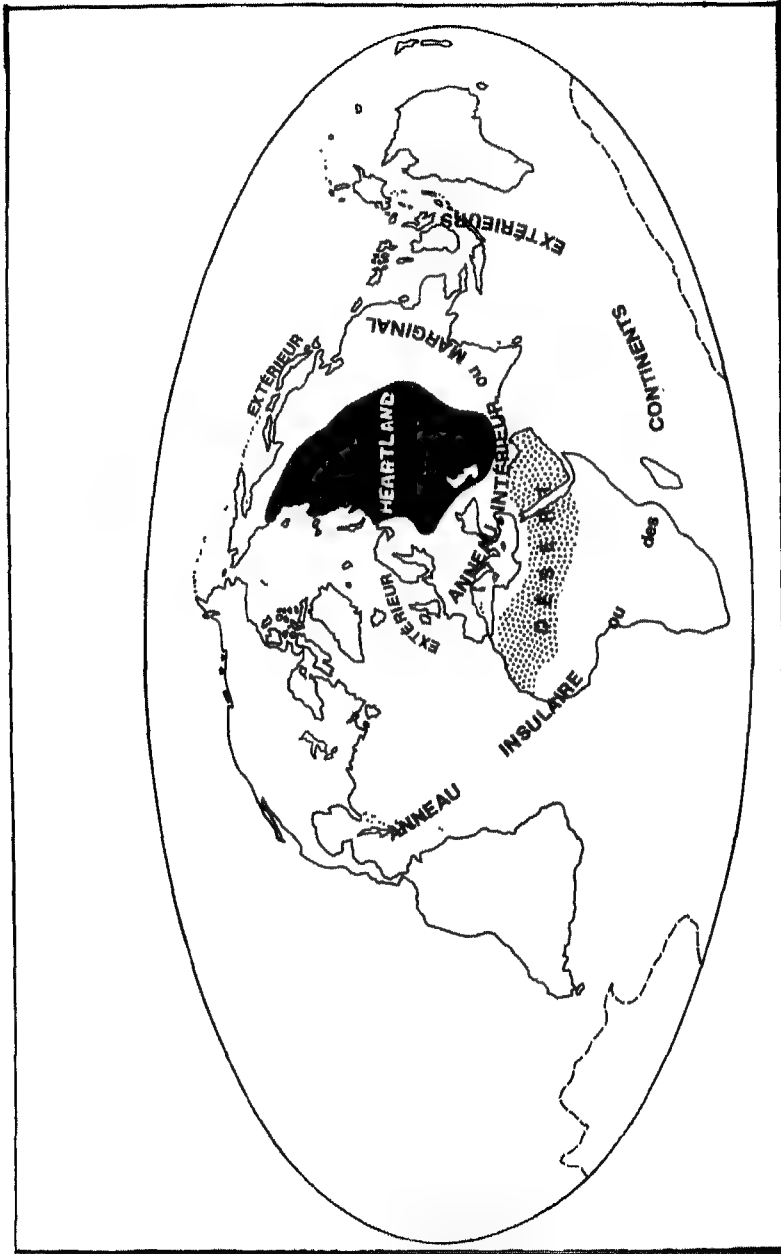 EXTÉRIEUR
HEARTLAND
EXTÉRIEUR
ANNEAU INTÉRIEUR ou MARGINAL
DÉSERT
ANNEAU INSULAIRE ou des CONTINENTS EXTÉRIEURS